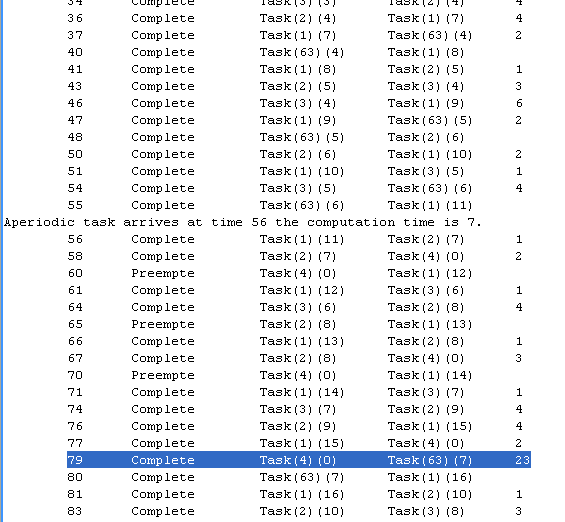 34 Complete Task(3)(3) Task(2)(4) 4
36 Complete Task(2)(4) Task(1)(7) 4
37 Complete Task(1)(7) Task(63)(4) 2
40 Complete Task(63)(4) Task(1)(8)
41 Complete Task(1)(8) Task(2)(5) 1
43 Complete Task(2)(5) Task(3)(4) 3
46 Complete Task(3)(4) Task(1)(9) 6
47 Complete Task(1)(9) Task(63)(5) 2
48 Complete Task(63)(5) Task(2)(6)
50 Complete Task(2)(6) Task(1)(10) 2
51 Complete Task(1)(10) Task(3)(5) 1
54 Complete Task(3)(5) Task(63)(6) 4
55 Complete Task(63)(6) Task(1)(11)
Aperiodic task arrives at time 56 the computation time is 7.
56 Complete Task(1)(11) Task(2)(7) 1
58 Complete Task(2)(7) Task(4)(0) 2
60 Preempte Task(4)(0) Task(1)(12)
61 Complete Task(1)(12) Task(3)(6) 1
64 Complete Task(3)(6) Task(2)(8) 4
65 Preempte Task(2)(8) Task(1)(13)
66 Complete Task(1)(13) Task(2)(8) 1
67 Complete Task(2)(8) Task(4)(0) 3
70 Preempte Task(4)(0) Task(1)(14)
71 Complete Task(1)(14) Task(3)(7) 1
74 Complete Task(3)(7) Task(2)(9) 4
76 Complete Task(2)(9) Task(1)(15) 4
77 Complete Task(1)(15) Task(4)(0) 2
79 Complete Task(4)(0) Task(63)(7) 23
80 Complete Task(63)(7) Task(1)(16)
81 Complete Task(1)(16) Task(2)(10) 1
83 Complete Task(2)(10) Task(3)(8) 3